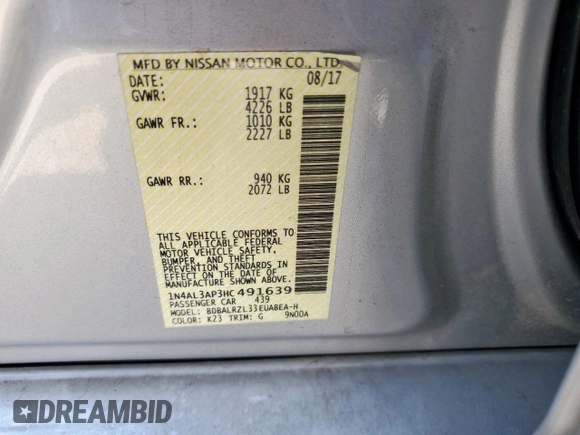 MFD BY NISSAN MOTOR CO., LTD.
DATE: 08/17
GVWR: 1917 KG
4226 LB
GAWR FR.: 1010 KG
2227 LB
GAWR RR.: 940 KG
2072 LB
THIS VEHICLE CONFORMS TO
ALL APPLICABLE FEDERAL
MOTOR VEHICLE SAFETY,
BUMPER, AND THEFT
PREVENTION STANDARDS
IN EFFECT ON THE DATE OF
MANUFACTURE SHOWN ABOVE.
1N4AL3AP3HC491639
PASSENGER CAR 439
MODEL: BDBALRZL33EUABEA-H
COLOR: K23 TRIM: G 9N00A
DREAMBID